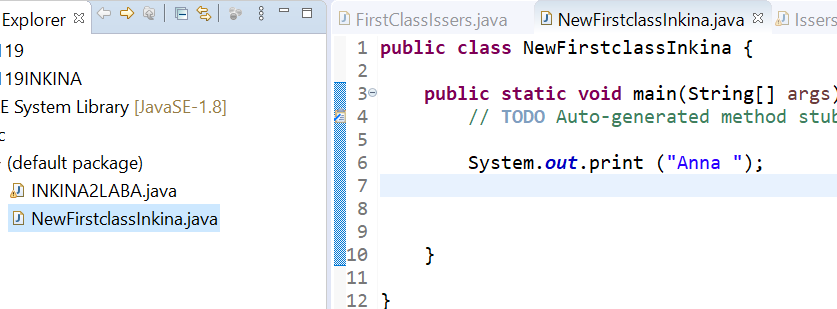 Explorer
119
119INKINA
E System Library [JavaSE-1.8]
c
(default package)
INKINA2LABA.java
NewFirstclassInkina.java
FirstClassIssers.java
NewFirstclassInkina.java
Issers
1 public class NewFirstclassInkina {
2
3 public static void main(String[] args)
4 // TODO Auto-generated method stub
5
6 System.out.print ("Anna ");
7
8
9
10 }
11
12 }